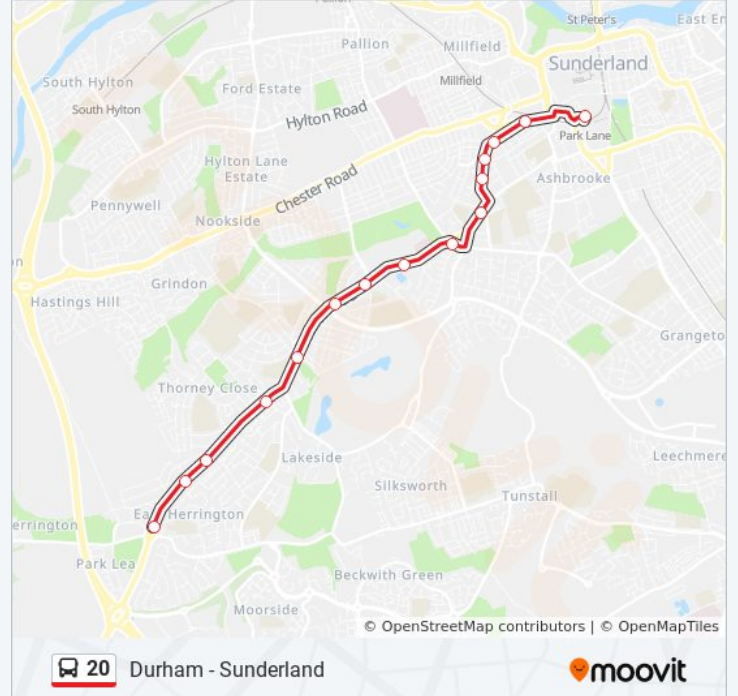 Pallion
St Peter's
East En
Pallion
Millfield
Sunderland
South Hylton
Ford Estate
Millfield
South Hylton
Hylton Road
Park Lane
Hylton Lane
Estate
Chester Road
Ashbrooke
Pennywell
Nookside
on
Grindon
Hastings Hill
Grangeto
Thorney Close
Lakeside
Leechmere
Silksworth
Tunstall
East Herrington
errington
Park Lea
Beckwith Green
Moorside
© OpenStreetMap contributors | © OpenMapTiles
20 Durham - Sunderland
moovit